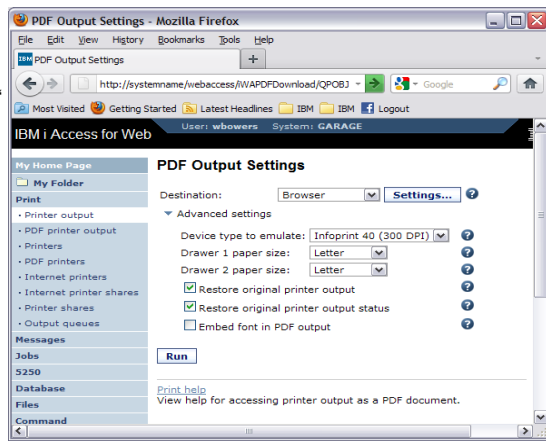 PDF Output Settings - Mozilla Firefox
File Edit View History Bookmarks Tools Help
IBM PDF Output Settings
http://systemname/webaccess/iWAPDFDownload/QPOBJ
Google
Most Visited Getting Started Latest Headlines IBM IBM Logout
IBM i Access for Web
User: wbowers System: GARAGE
My Home Page
My Folder
Print
· Printer output
· PDF printer output
· Printers
· PDF printers
· Internet printers
· Internet printer shares
· Printer shares
· Output queues
Messages
Jobs
5250
Database
Files
Command
PDF Output Settings
Destination: Browser Settings... ?
Advanced settings
Device type to emulate: Infoprint 40 (300 DPI) ?
Drawer 1 paper size: Letter ?
Drawer 2 paper size: Letter ?
Restore original printer output ?
Restore original printer output status ?
Embed font in PDF output ?
Run
Print help
View help for accessing printer output as a PDF document.